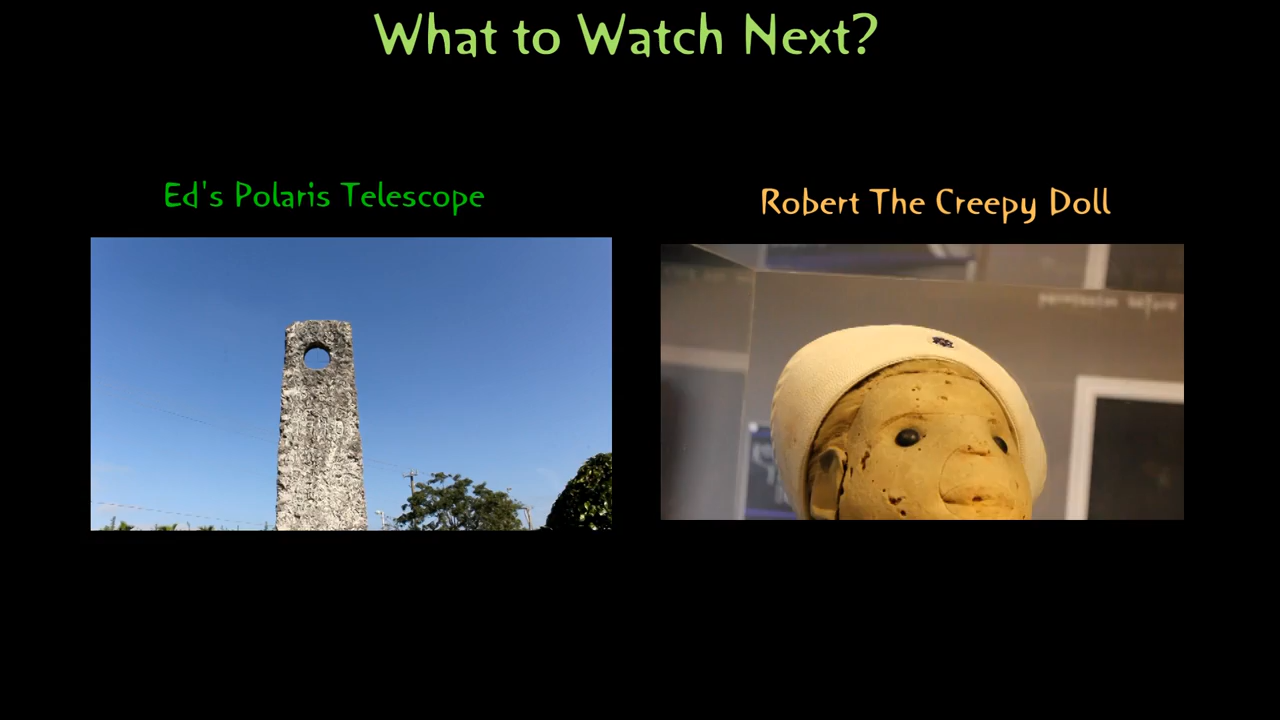 What to Watch Next?
Ed's Polaris Telescope
Robert The Creepy Doll